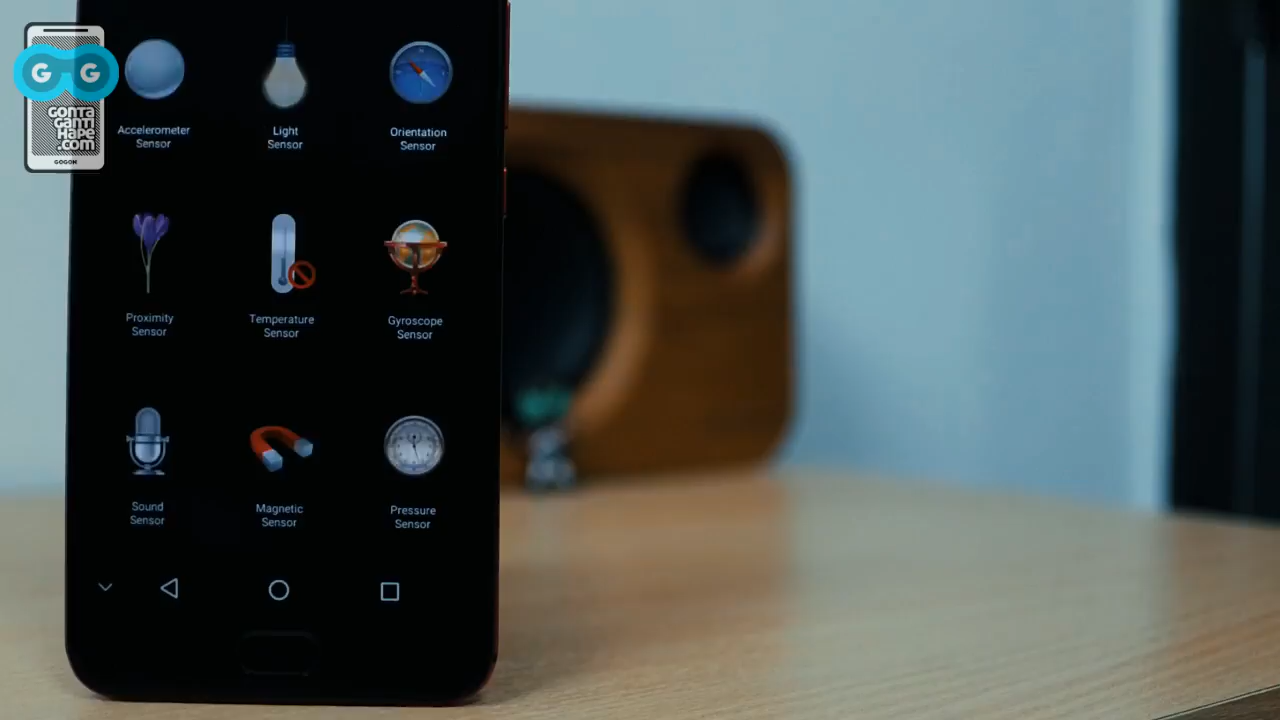 G G
GONTA
GANTI
HAPE
.com
GOGOM
Accelerometer
Sensor
Light
Sensor
Orientation
Sensor
Proximity
Sensor
Temperature
Sensor
Gyroscope
Sensor
Sound
Sensor
Magnetic
Sensor
Pressure
Sensor